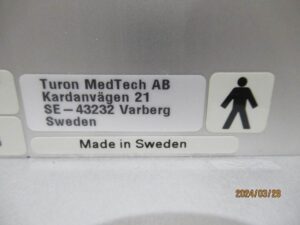 Turon MedTech AB
Kardanvägen 21
SE-43232 Varberg
Sweden
Made in Sweden
2024/03/28